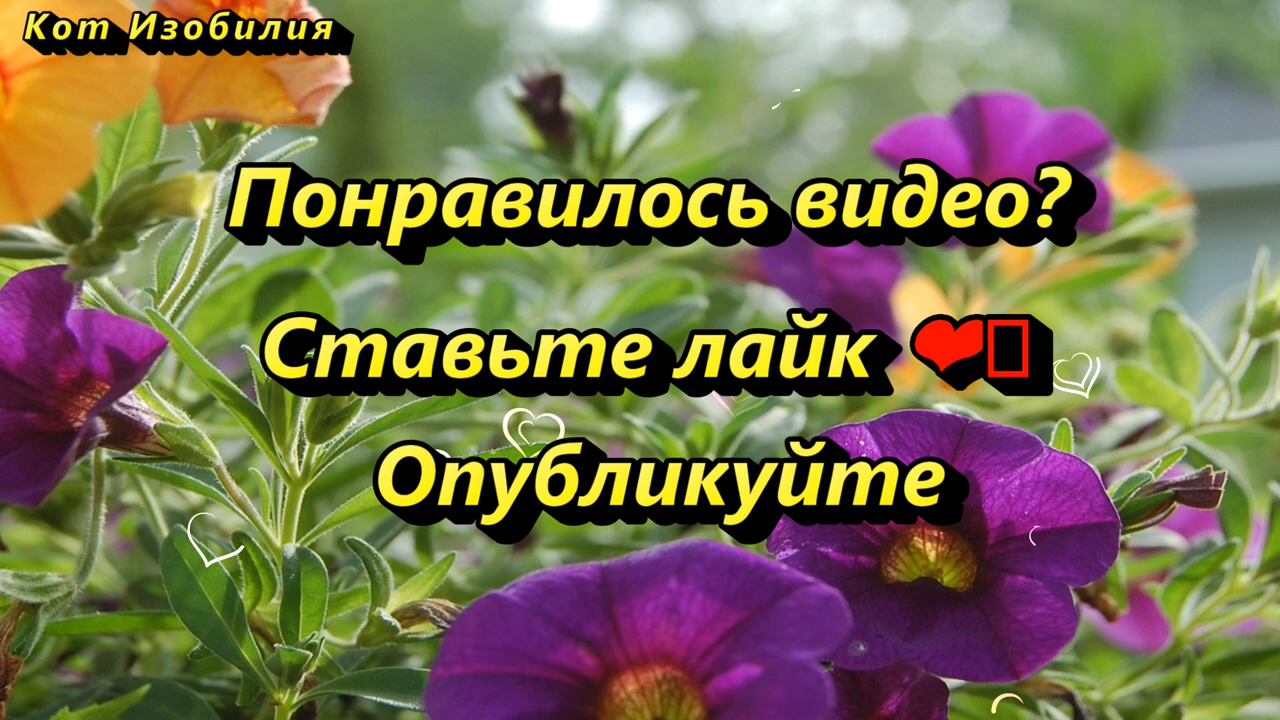 Кот Изобилия
Понравилось видео?
Ставьте лайк ❤️
Опубликуйте